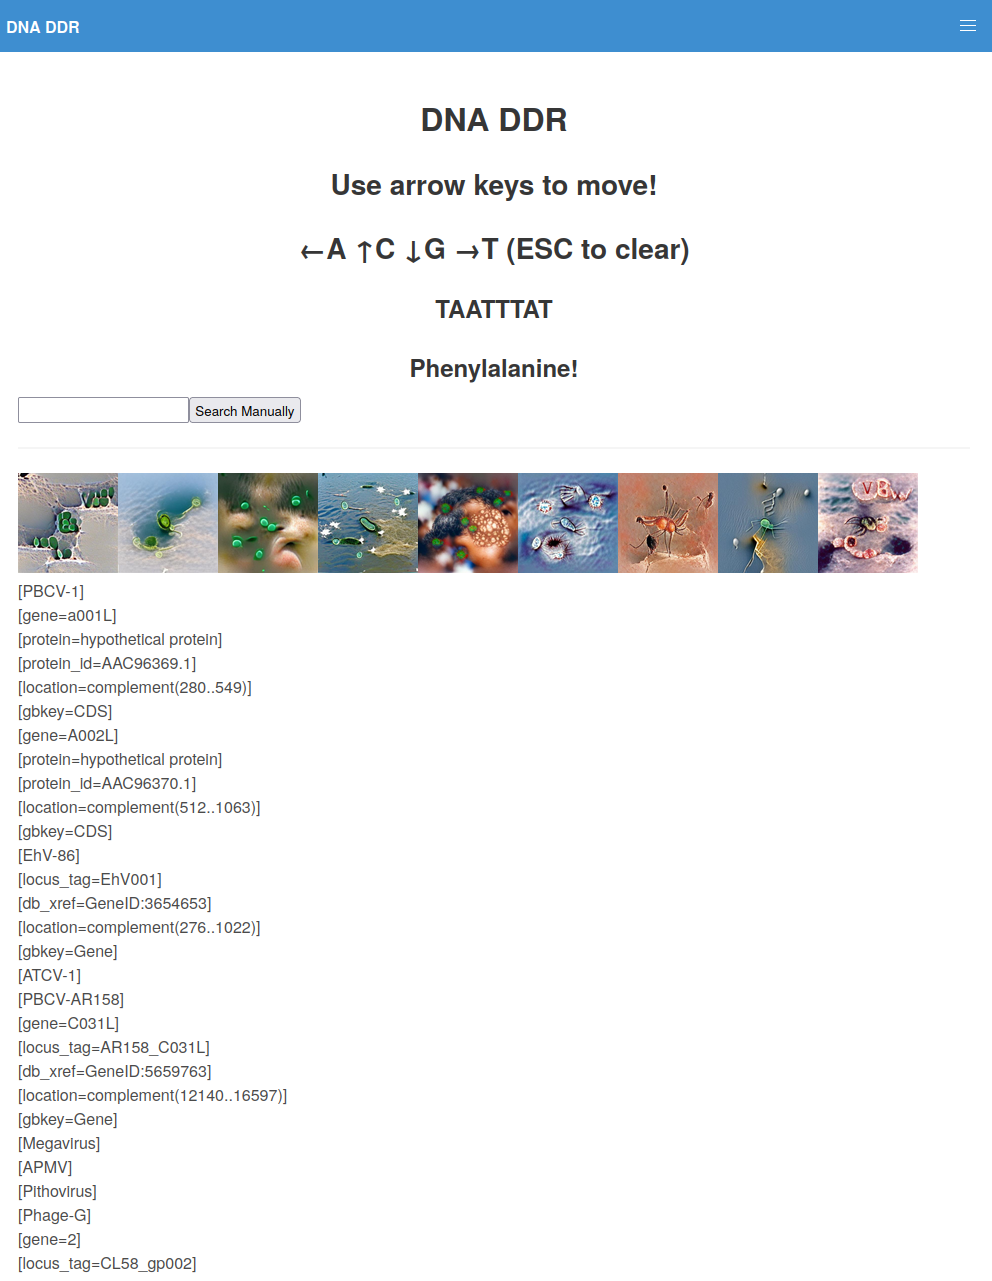 DNA DDR
DNA DDR
Use arrow keys to move!
←A ↑C ↓G →T (ESC to clear)
TAATTTAT
Phenylalanine!
Search Manually
[PBCV-1]
[gene=a001L]
[protein=hypothetical protein]
[protein_id=AAC96369.1]
[location=complement(280..549)]
[gbkey=CDS]
[gene=A002L]
[protein=hypothetical protein]
[protein_id=AAC96370.1]
[location=complement(512..1063)]
[gbkey=CDS]
[EhV-86]
[locus_tag=EhV001]
[db_xref=GeneID:3654653]
[location=complement(276..1022)]
[gbkey=Gene]
[ATCV-1]
[PBCV-AR158]
[gene=C031L]
[locus_tag=AR158_C031L]
[db_xref=GeneID:5659763]
[location=complement(12140..16597)]
[gbkey=Gene]
[Megavirus]
[APMV]
[Pithovirus]
[Phage-G]
[gene=2]
[locus_tag=CL58_gp002]